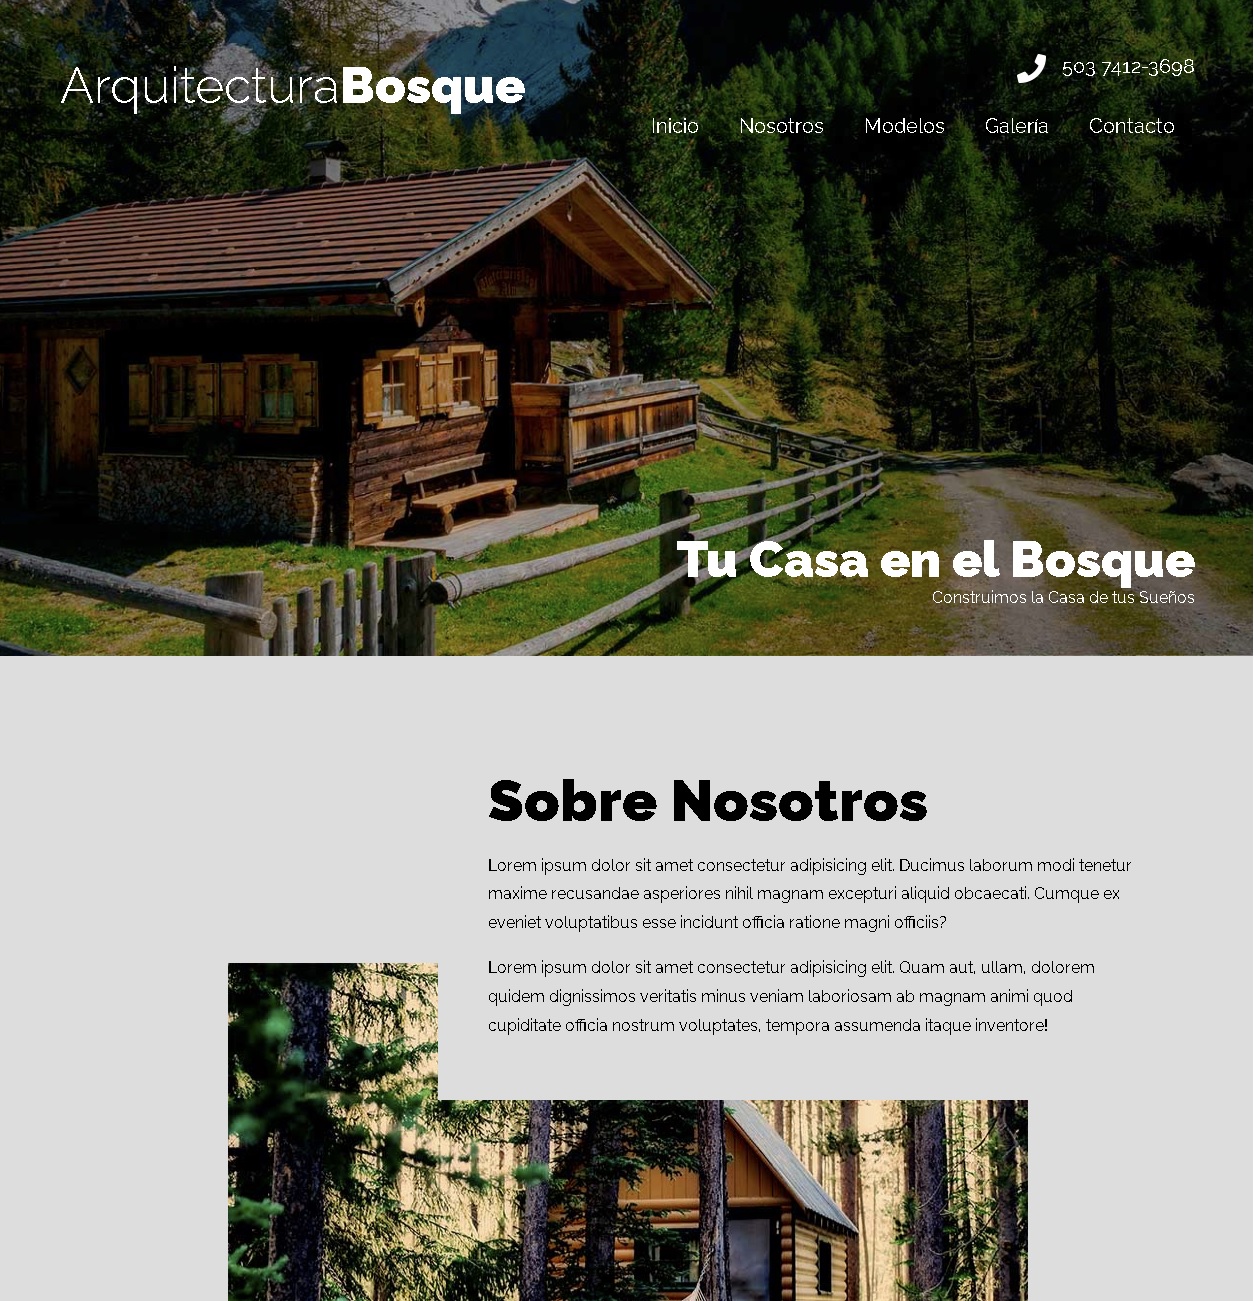 ArquitecturaBosque
503 7412-3698
Inicio Nosotros Modelos Galería Contacto
Tu Casa en el Bosque
Construimos la Casa de tus Sueños
Sobre Nosotros
Lorem ipsum dolor sit amet consectetur adipisicing elit. Ducimus laborum modi tenetur
maxime recusandae asperiores nihil magnam excepturi aliquid obcaecati. Cumque ex
eveniet voluptatibus esse incidunt officia ratione magni officiis?
Lorem ipsum dolor sit amet consectetur adipisicing elit. Quam aut, ullam, dolorem
quidem dignissimos veritatis minus veniam laboriosam ab magnam animi quod
cupiditate officia nostrum voluptates, tempora assumenda itaque inventore!